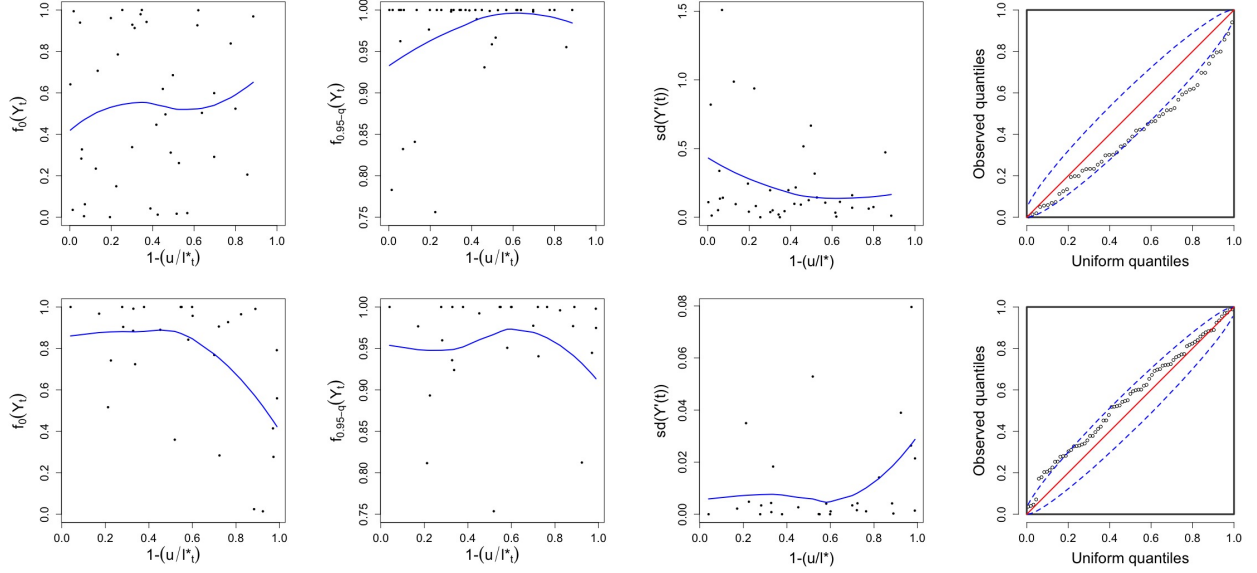 f0(Yt)
0.0 0.2 0.4 0.6 0.8 1.0
0.0 0.2 0.4 0.6 0.8 1.0
1-(u/l*t)
f0.95−q(Yt)
0.75 0.80 0.85 0.90 0.95 1.00
0.0 0.2 0.4 0.6 0.8 1.0
1-(u/l*t)
sd(Y'(t))
0.0 0.5 1.0 1.5
0.0 0.2 0.4 0.6 0.8 1.0
1-(u/l*)
Observed quantiles
0.0 0.2 0.4 0.6 0.8 1.0
0.0 0.2 0.4 0.6 0.8 1.0
Uniform quantiles
f0(Yt)
0.0 0.2 0.4 0.6 0.8 1.0
0.0 0.2 0.4 0.6 0.8 1.0
1-(u/l*t)
f0.95−q(Yt)
0.75 0.80 0.85 0.90 0.95 1.00
0.0 0.2 0.4 0.6 0.8 1.0
1-(u/l*t)
sd(Y'(t))
0.00 0.02 0.04 0.06 0.08
0.0 0.2 0.4 0.6 0.8 1.0
1-(u/l*)
Observed quantiles
0.0 0.2 0.4 0.6 0.8 1.0
0.0 0.2 0.4 0.6 0.8 1.0
Uniform quantiles